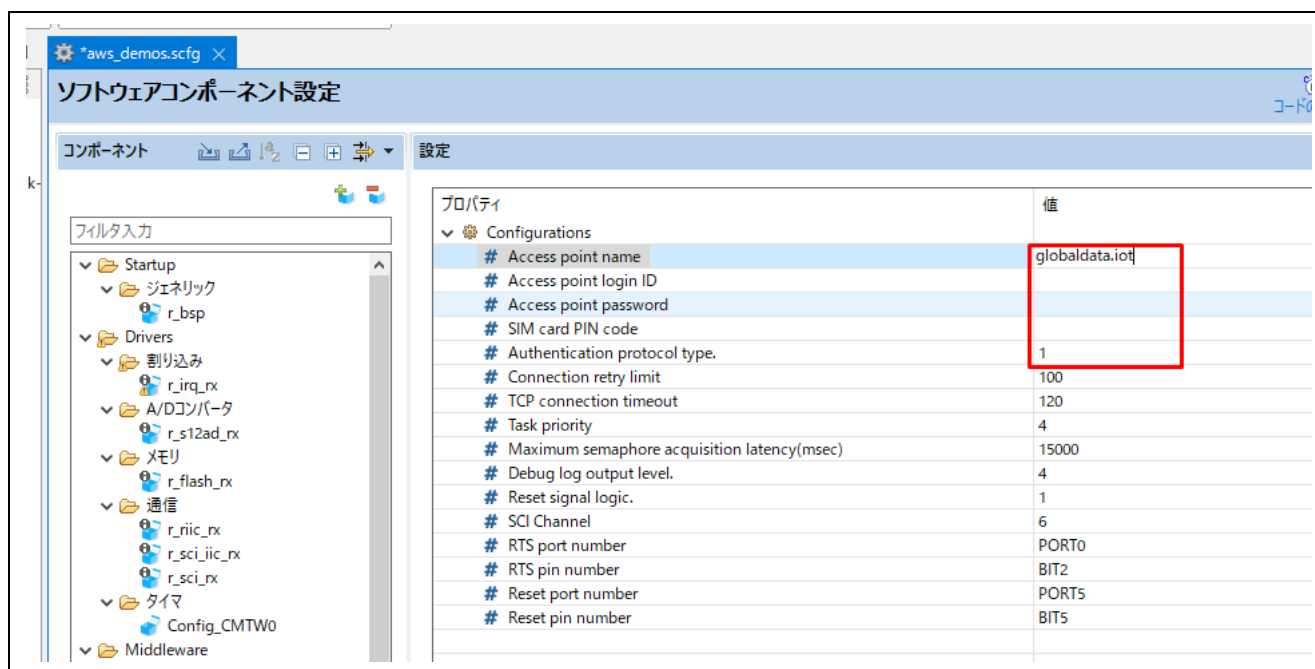 *aws_demos.scfg
ソフトウェアコンポーネント設定
コードの
コンポーネント
設定
k-
フィルタ入力
Startup
ジェネリック
r_bsp
Drivers
割り込み
r_irq_rx
A/Dコンバータ
r_s12ad_rx
メモリ
r_flash_rx
通信
r_riic_rx
r_sci_iic_rx
r_sci_rx
タイマ
Config_CMTW0
Middleware
プロパティ 値
Configurations
# Access point name globaldata.iot
# Access point login ID
# Access point password
# SIM card PIN code
# Authentication protocol type. 1
# Connection retry limit 100
# TCP connection timeout 120
# Task priority 4
# Maximum semaphore acquisition latency(msec) 15000
# Debug log output level. 4
# Reset signal logic. 1
# SCI Channel 6
# RTS port number PORT0
# RTS pin number BIT2
# Reset port number PORT5
# Reset pin number BIT5